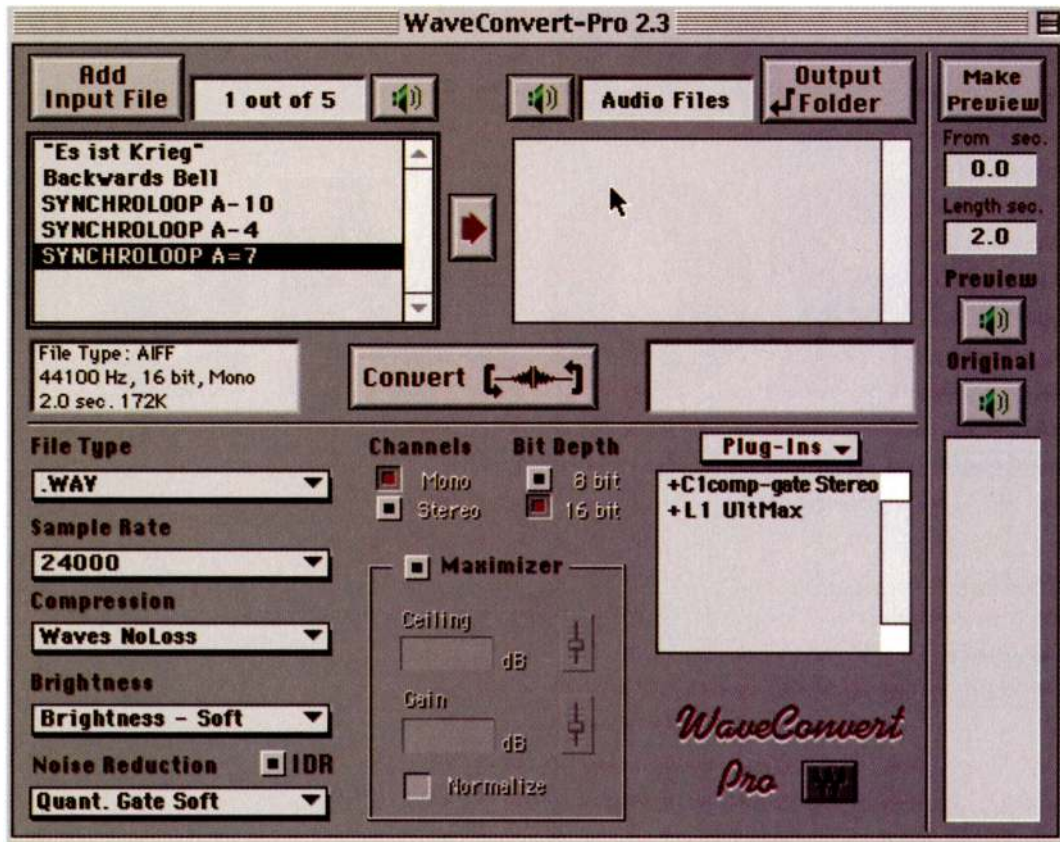 WaveConvert-Pro 2.3
Add
Input File
1 out of 5
Audio Files
Output
Folder
Make
Preview
From sec.
0.0
Length sec.
2.0
Preview
Original
"Es ist Krieg"
Backwards Bell
SYNCHROLOOP A-10
SYNCHROLOOP A-4
SYNCHROLOOP A=7
File Type: AIFF
44100 Hz, 16 bit, Mono
2.0 sec. 172K
Convert
File Type
.WAV
Sample Rate
24000
Compression
Waves NoLoss
Brightness
Brightness - Soft
Noise Reduction
IDR
Quant. Gate Soft
Channels
Mono
Stereo
Bit Depth
8 bit
16 bit
Maximizer
Ceiling
dB
Gain
dB
Normalize
Plug-Ins
+C1comp-gate Stereo
+L1 UltMax
WaveConvert
Pro
W